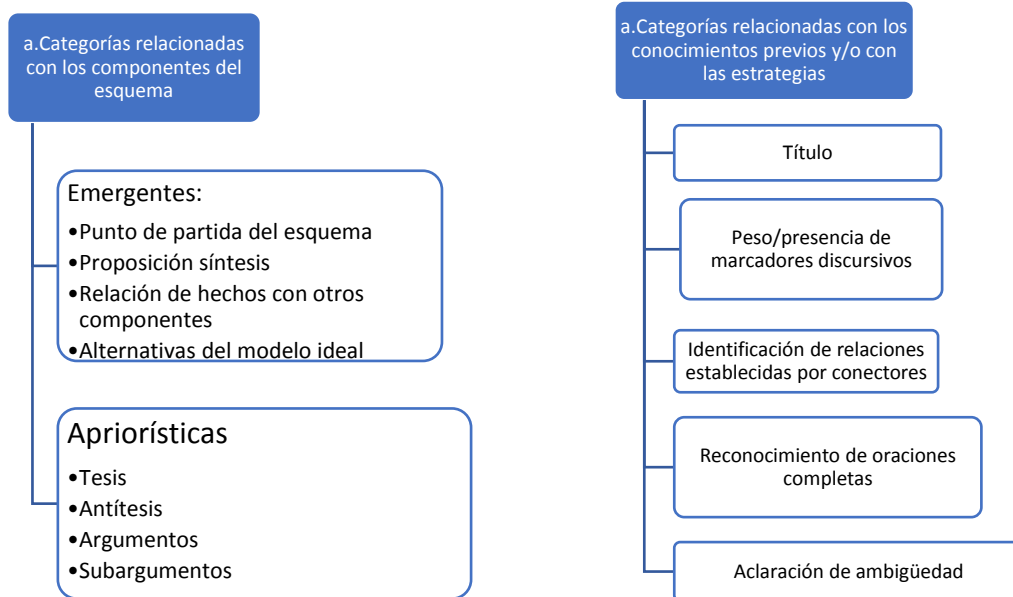 a.Categorías relacionadas
con los componentes del
esquema
Emergentes:
•Punto de partida del esquema
•Proposición síntesis
•Relación de hechos con otros
componentes
•Alternativas del modelo ideal
Apriorísticas
•Tesis
•Antítesis
•Argumentos
•Subargumentos
a.Categorías relacionadas con los
conocimientos previos y/o con
las estrategias
Título
Peso/presencia de
marcadores discursivos
Identificación de relaciones
establecidas por conectores
Reconocimiento de oraciones
completas
Aclaración de ambigüedad